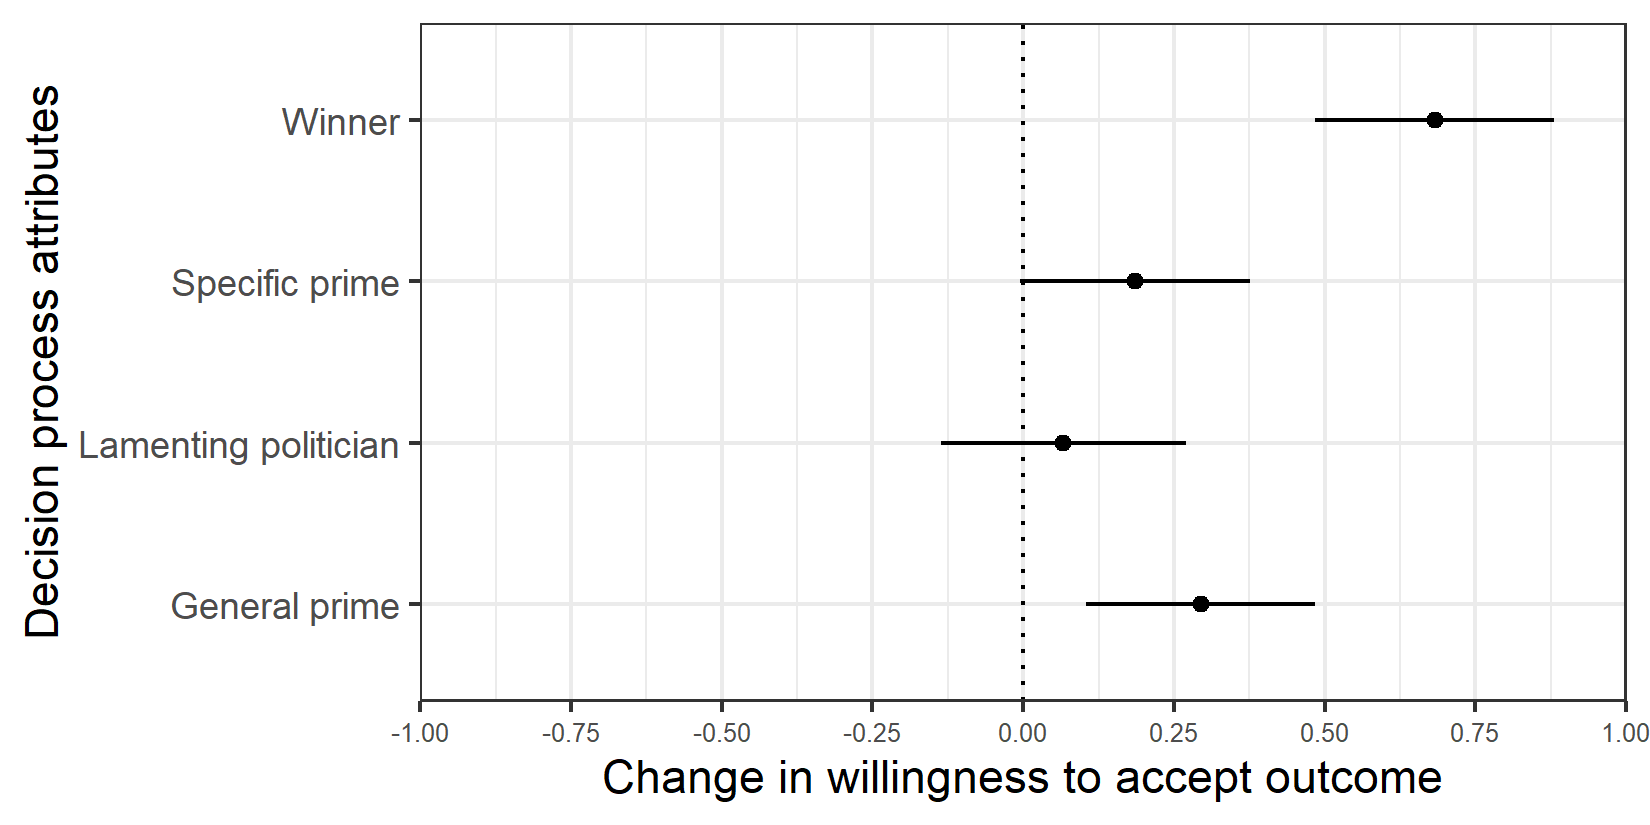 Decision process attributes
Winner
Specific prime
Lamenting politician
General prime
-1.00 -0.75 -0.50 -0.25 0.00 0.25 0.50 0.75 1.00
Change in willingness to accept outcome